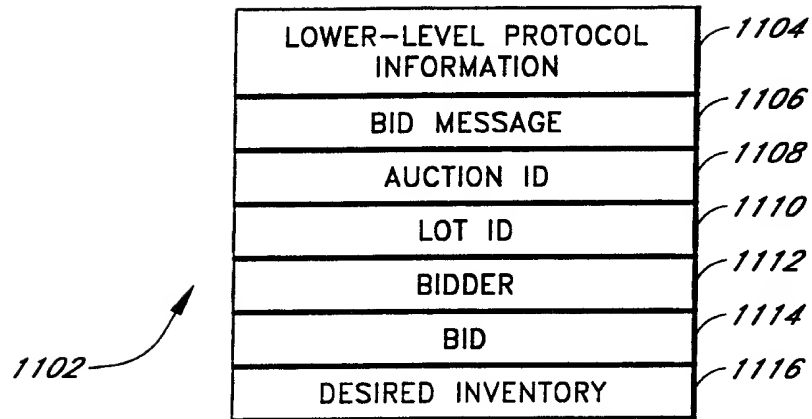 LOWER-LEVEL PROTOCOL
INFORMATION
1104
BID MESSAGE
1106
AUCTION ID
1108
LOT ID
1110
BIDDER
1112
BID
1114
DESIRED INVENTORY
1116
1102